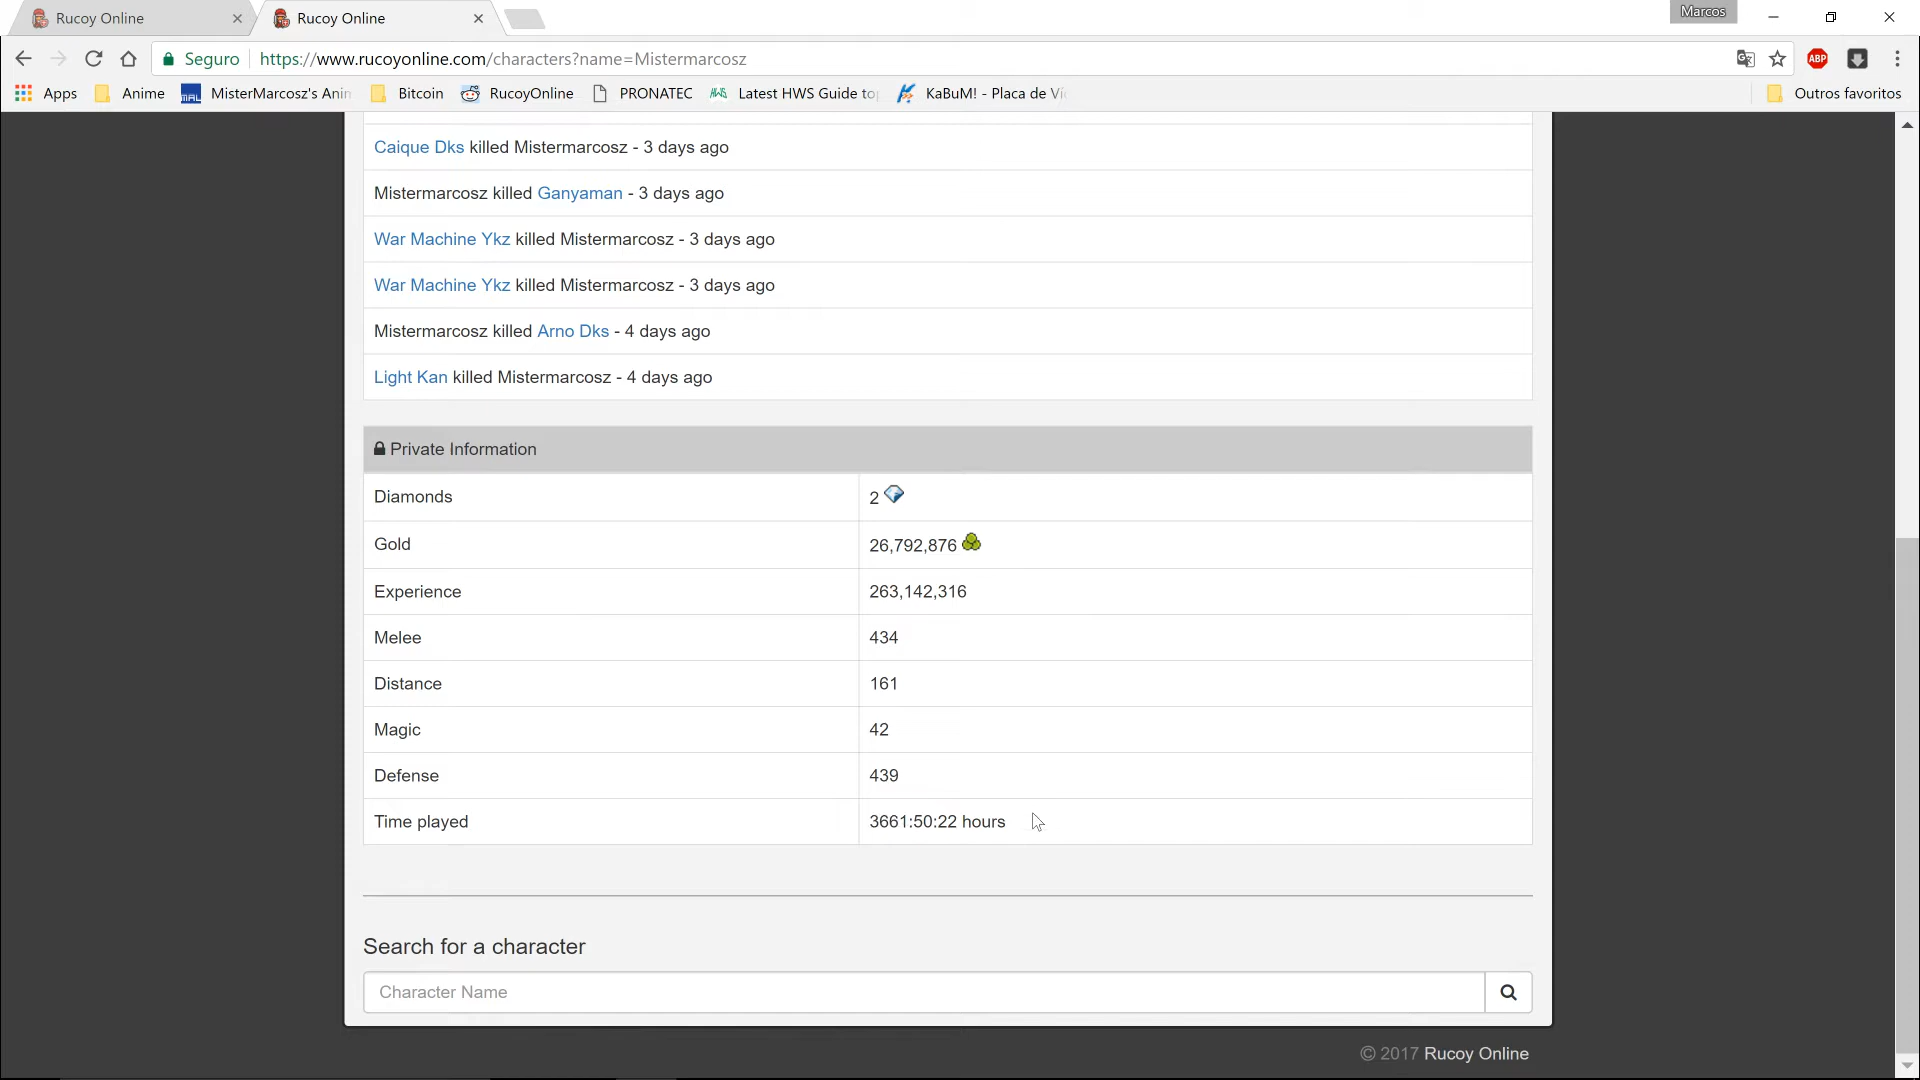 Rucoy Online
Rucoy Online
Marcos
Seguro https://www.rucoyonline.com/characters?name=Mistermarcosz
ABP
Apps Anime MAL MisterMarcosz's Anin Bitcoin RucoyOnline PRONATEC HWS Latest HWS Guide to KaBuM! - Placa de Ví Outros favoritos
Caique Dks killed Mistermarcosz - 3 days ago
Mistermarcosz killed Ganyaman - 3 days ago
War Machine Ykz killed Mistermarcosz - 3 days ago
War Machine Ykz killed Mistermarcosz - 3 days ago
Mistermarcosz killed Arno Dks - 4 days ago
Light Kan killed Mistermarcosz - 4 days ago
Private Information
Diamonds 2
Gold 26,792,876
Experience 263,142,316
Melee 434
Distance 161
Magic 42
Defense 439
Time played 3661:50:22 hours
Search for a character
Character Name
© 2017 Rucoy Online